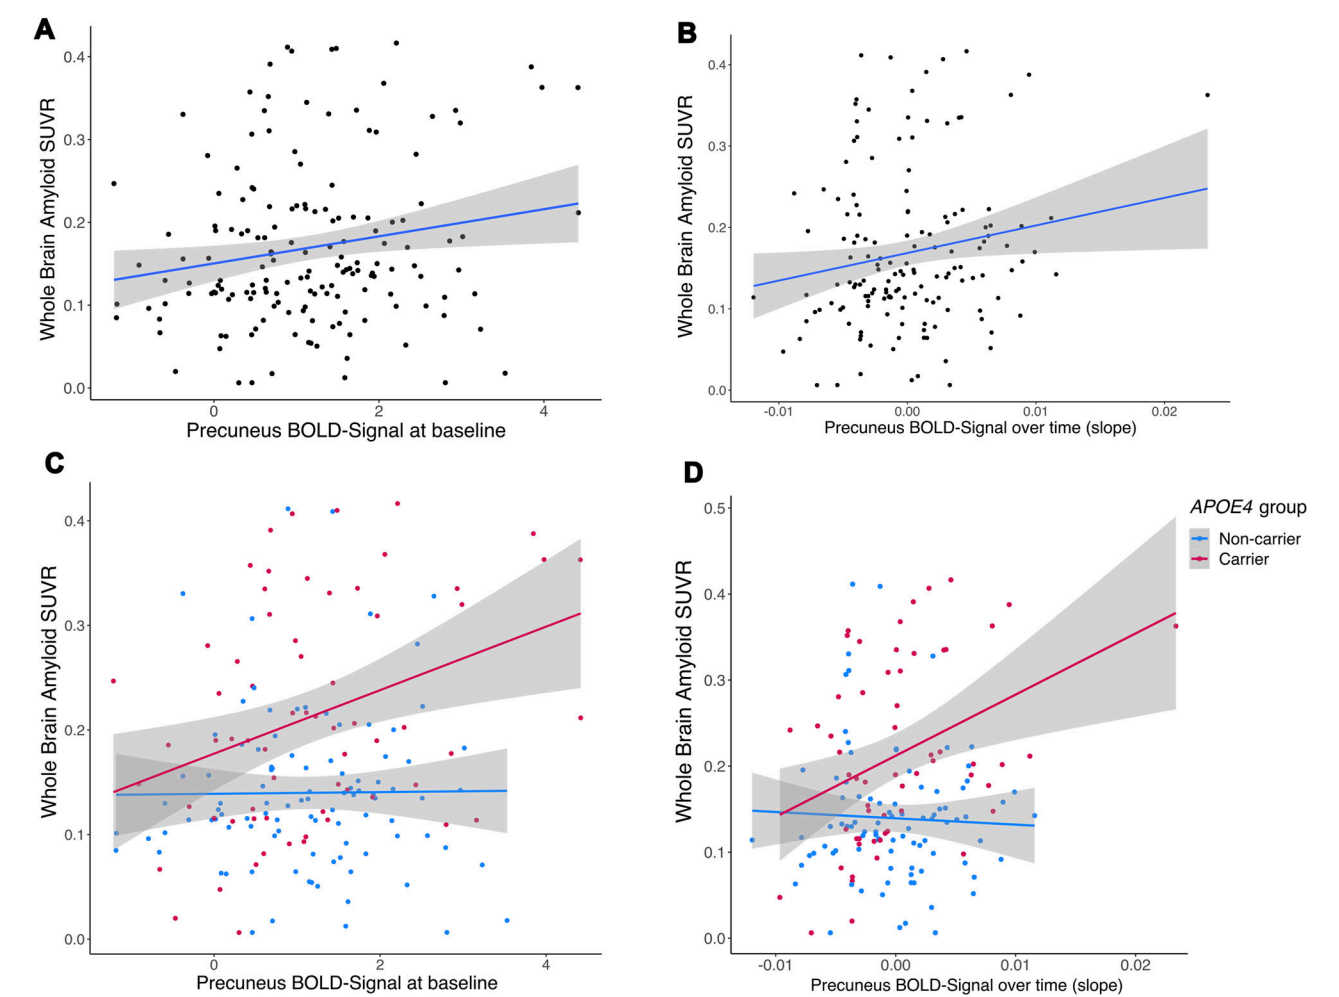 A
Whole Brain Amyloid SUVR
0.4
0.3
0.2
0.1
0.0
0
2
4
Precuneus BOLD-Signal at baseline
B
Whole Brain Amyloid SUVR
0.4
0.3
0.2
0.1
0.0
-0.01
0.00
0.01
0.02
Precuneus BOLD-Signal over time (slope)
C
Whole Brain Amyloid SUVR
0.4
0.3
0.2
0.1
0.0
0
2
4
Precuneus BOLD-Signal at baseline
D
Whole Brain Amyloid SUVR
0.5
0.4
0.3
0.2
0.1
0.0
-0.01
0.00
0.01
0.02
Precuneus BOLD-Signal over time (slope)
APOE4 group
Non-carrier
Carrier